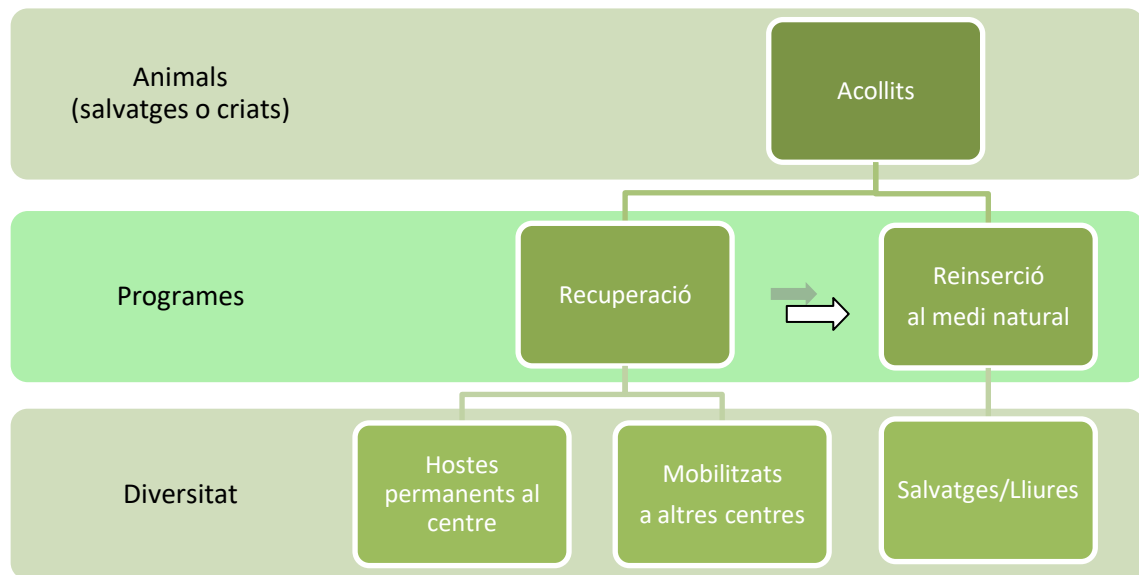 Animals
(salvatges o criats)
Acollits
Programes
Recuperació
Reinserció
al medi natural
Diversitat
Hostes
permanents al
centre
Mobilitzats
a altres centres
Salvatges/Lliures